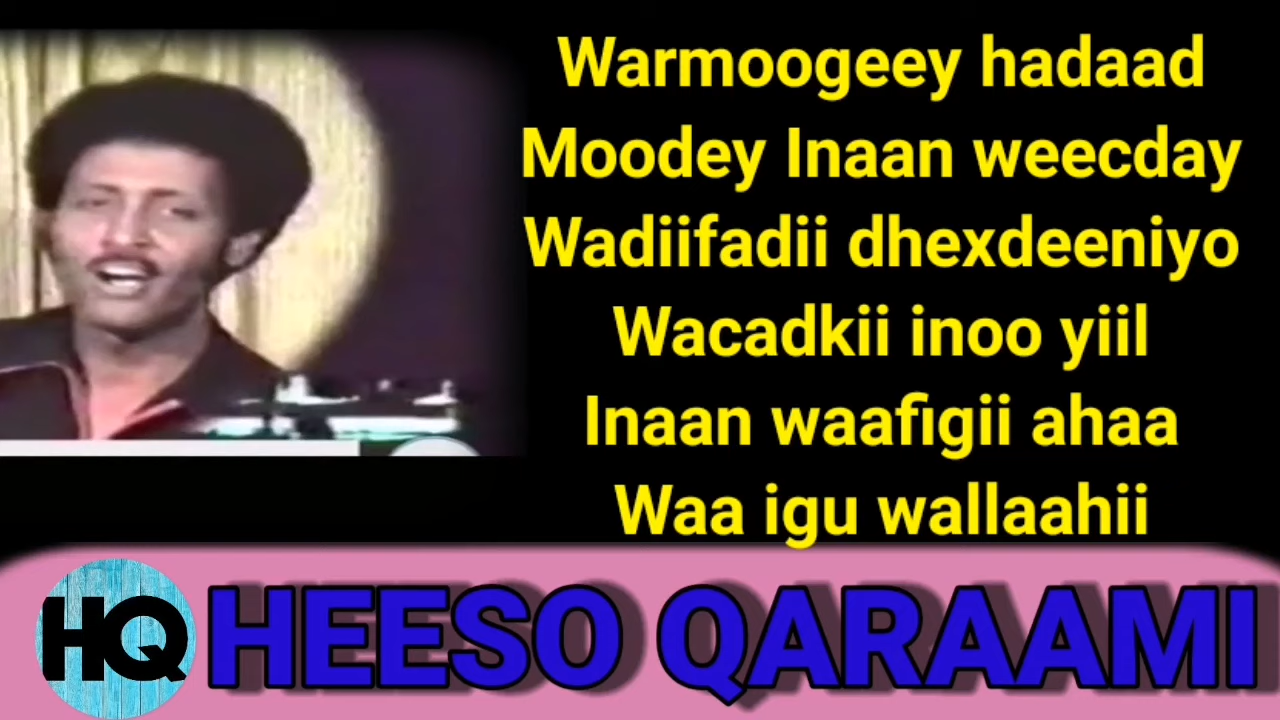 Warmoogeey hadaad
Moodey Inaan weecday
Wadiifadii dhexdeeniyo
Wacadkii inoo yiil
Inaan waafigii ahaa
Waa igu wallaahii
HQ HEESO QARAAMI